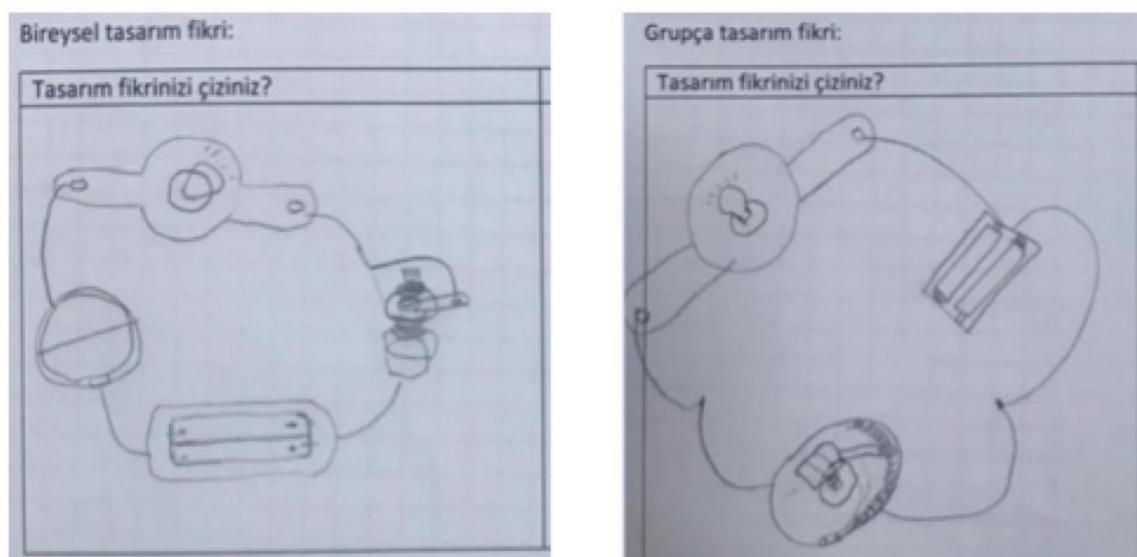 Bireysel tasarım fikri:
Tasarım fikrinizi çiziniz?
Grupça tasarım fikri:
Tasarım fikrinizi çiziniz?